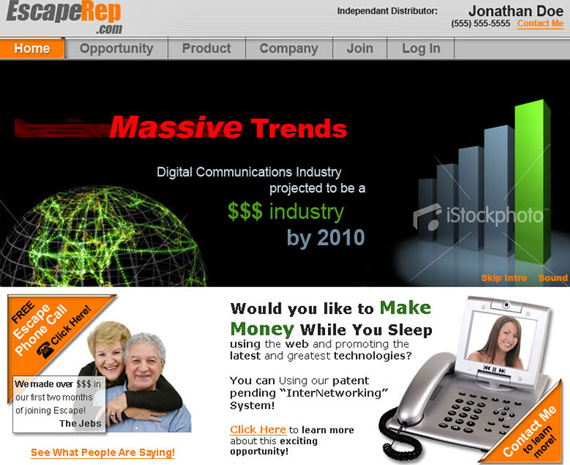 EscapeRep
.com
Independent Distributor: Jonathan Doe
(555) 555-5555 Contact Me
Home Opportunity Product Company Join Log In
Massive Trends
Digital Communications Industry
projected to be a
$$$ industry
by 2010
iStockphoto
Skip Intro Sound
FREE
Escape
Phone Call
Click Here!
We made over $$$ in
our first two months
of joining Escape!
The Jebs
See What People Are Saying!
Would you like to Make
Money While You Sleep
using the web and promoting the
latest and greatest technologies?
You can Using our patent
pending “InterNetworking”
System!
Click Here to learn more
about this exciting
opportunity!
Contact Me
to learn
more!